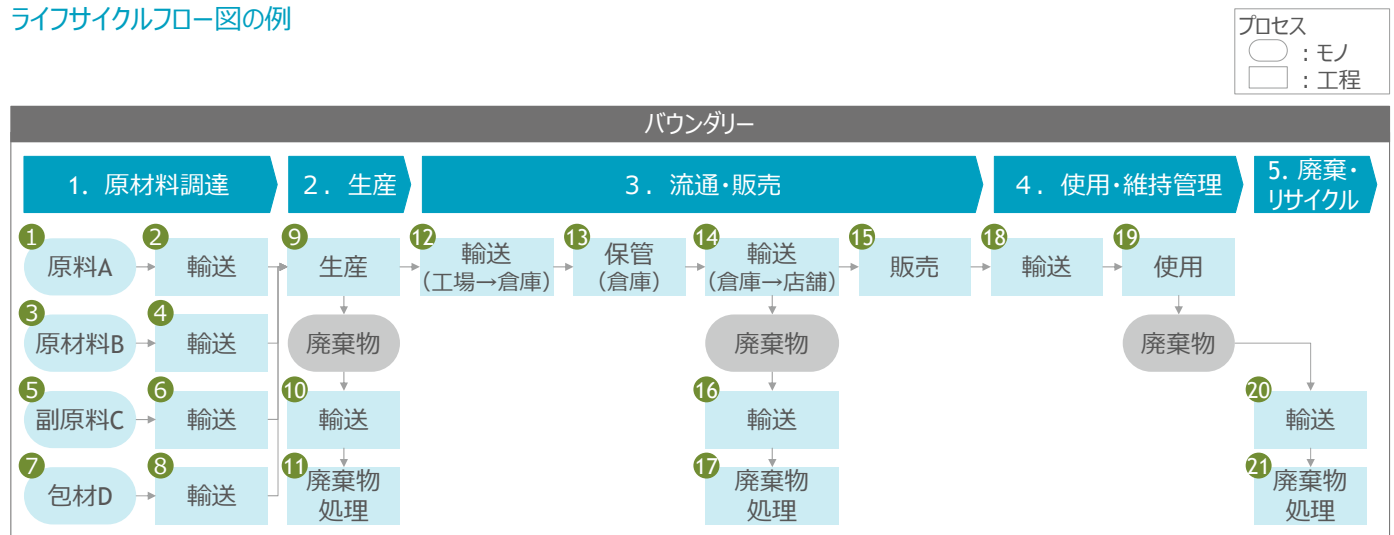 ライフサイクルフロー図の例
プロセス
：モノ
：工程
バウンダリー
1．原材料調達
２．生産
３．流通・販売
４．使用・維持管理
5. 廃棄・
リサイクル
1
原料A
2
輸送
9
生産
12
輸送
（工場→倉庫）
13
保管
（倉庫）
14
輸送
（倉庫→店舗）
15
販売
18
輸送
19
使用
3
原材料B
4
輸送
廃棄物
廃棄物
廃棄物
5
副原料C
6
輸送
10
輸送
16
輸送
20
輸送
7
包材D
8
輸送
11
廃棄物
処理
17
廃棄物
処理
21
廃棄物
処理